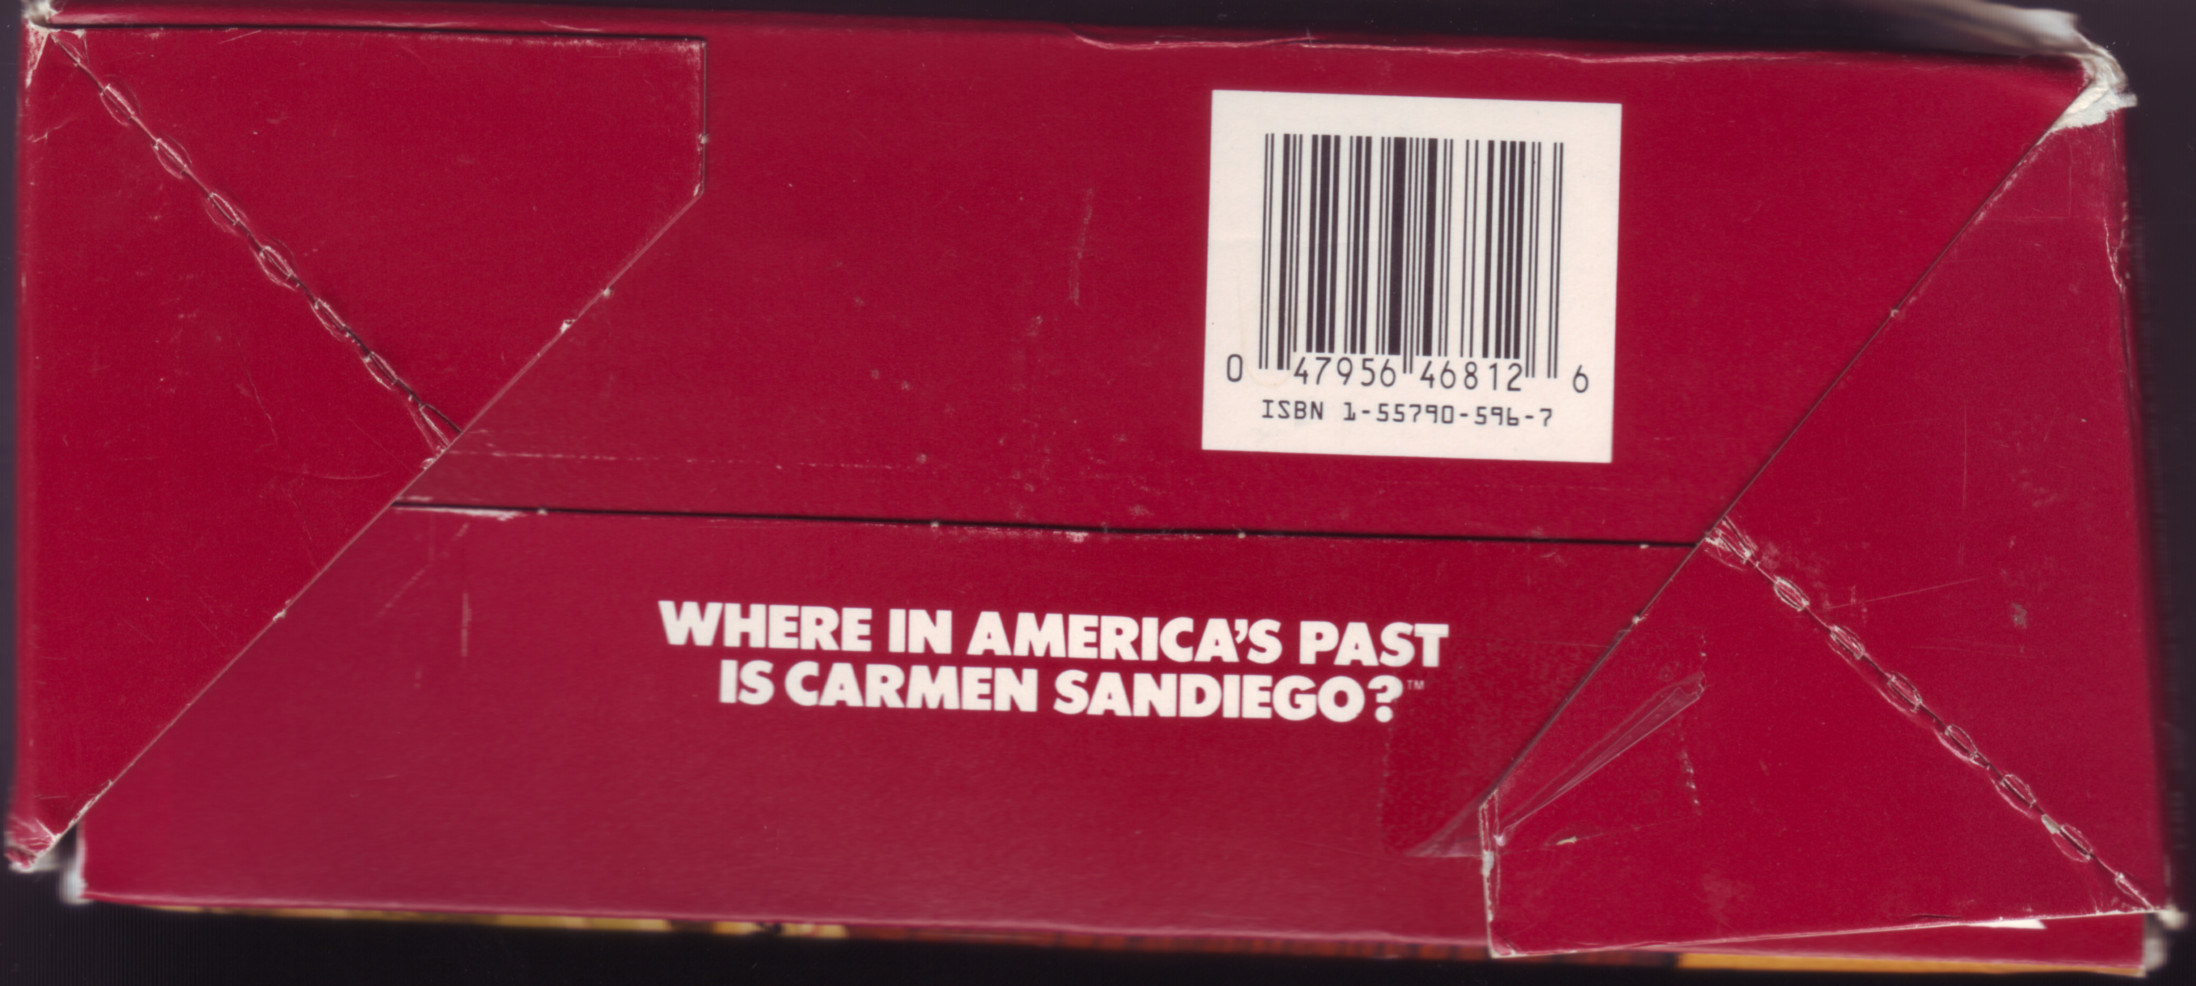 0 47956 46812 6
ISBN 1-55790-596-7
WHERE IN AMERICA'S PAST
IS CARMEN SANDIEGO?™